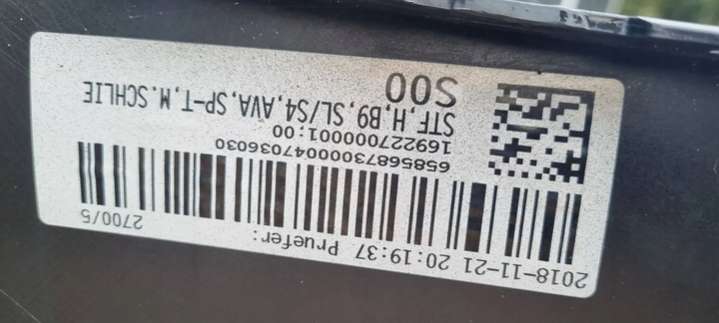 2018-11-21 20:19:37 Pruefer:
2700/5
65856873000047036030
169227000001:00
STF,H,B9,SL/S4,AVA,SP-T,M.SCHLIE
S00